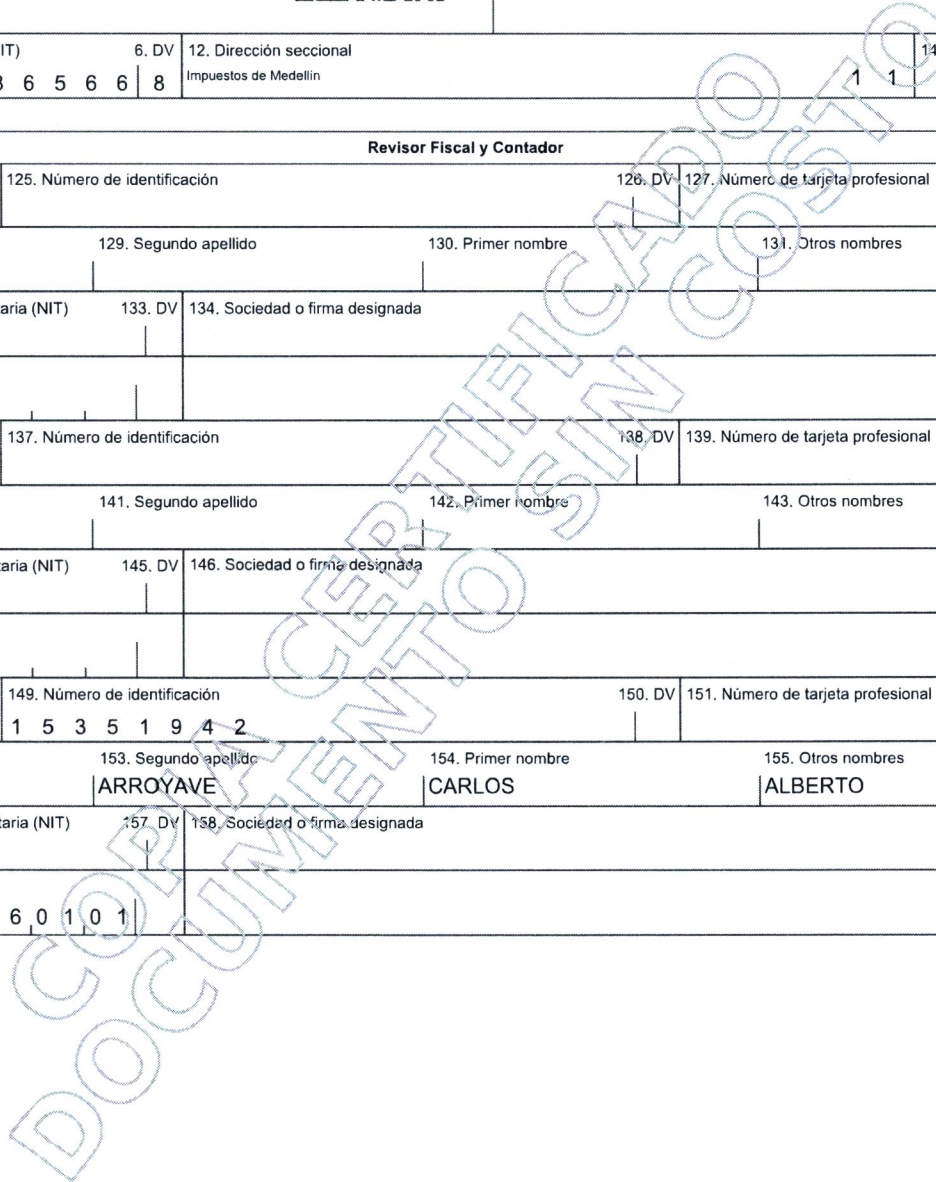 IT) 6. DV 12. Dirección seccional 14
6 5 6 6 8 Impuestos de Medellín 1 1
Revisor Fiscal y Contador
125. Número de identificación 126. DV 127. Número de tarjeta profesional
129. Segundo apellido 130. Primer nombre 131. Otros nombres
aria (NIT) 133. DV 134. Sociedad o firma designada
137. Número de identificación 138. DV 139. Número de tarjeta profesional
141. Segundo apellido 142. Primer nombre 143. Otros nombres
taria (NIT) 145. DV 146. Sociedad o firma designada
149. Número de identificación 150. DV 151. Número de tarjeta profesional
1 5 3 5 1 9 4 2
153. Segundo apellido 154. Primer nombre 155. Otros nombres
ARROYAVE CARLOS ALBERTO
taria (NIT) 157. DV 158. Sociedad o firma designada
6 0 1 0 1
COPIA CERTIFICADO
DOCUMENTO SIN COSTO